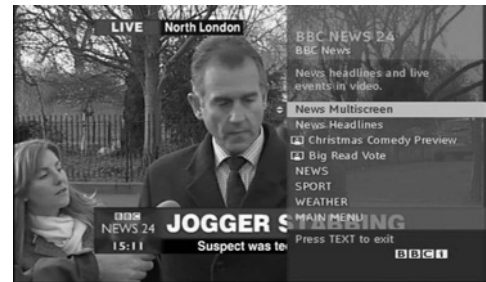 LIVE North London
BBC NEWS 24
BBC News
News headlines and live
events in video.
News Multiscreen
News Headlines
Christmas Comedy Preview
Big Read Vote
NEWS
SPORT
WEATHER
MAIN MENU
Press TEXT to exit
BBCi
BBC
NEWS 24
15:11
JOGGER STABBING
Suspect was